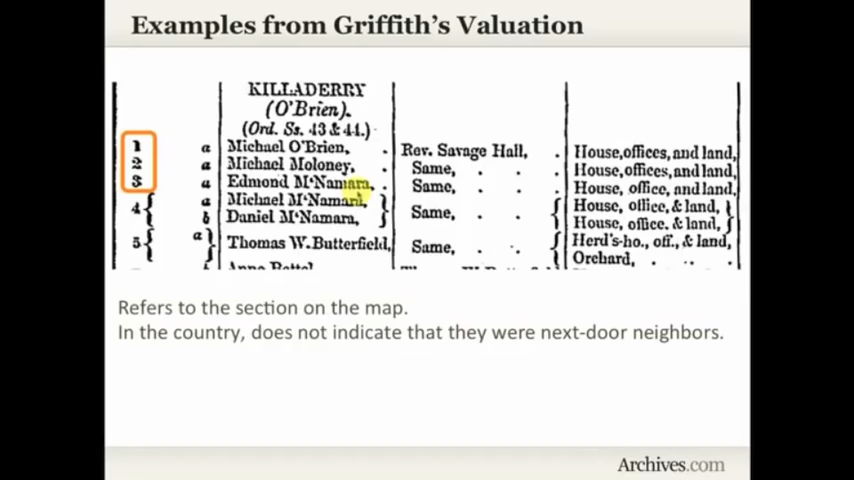 Examples from Griffith's Valuation
KILLADERRY
(O'Brien).
(Ord. Ss. 43 & 44.)
1 a Michael O'Brien, . Rev. Savage Hall, . House, offices, and land,
2 a Michael Moloney, . Same, . . House, offices, and land,
3 a Edmond M'Namara, . Same, . . House, office, and land,
4 { a Michael M'Namara, } Same, . . { House, office, & land, }
b Daniel M'Namara, House, office, & land,
5 { a } Thomas W. Butterfield, Same, . . { Herd's-ho., off., & land,
Orchard, . . .
Refers to the section on the map.
In the country, does not indicate that they were next-door neighbors.
Archives.com